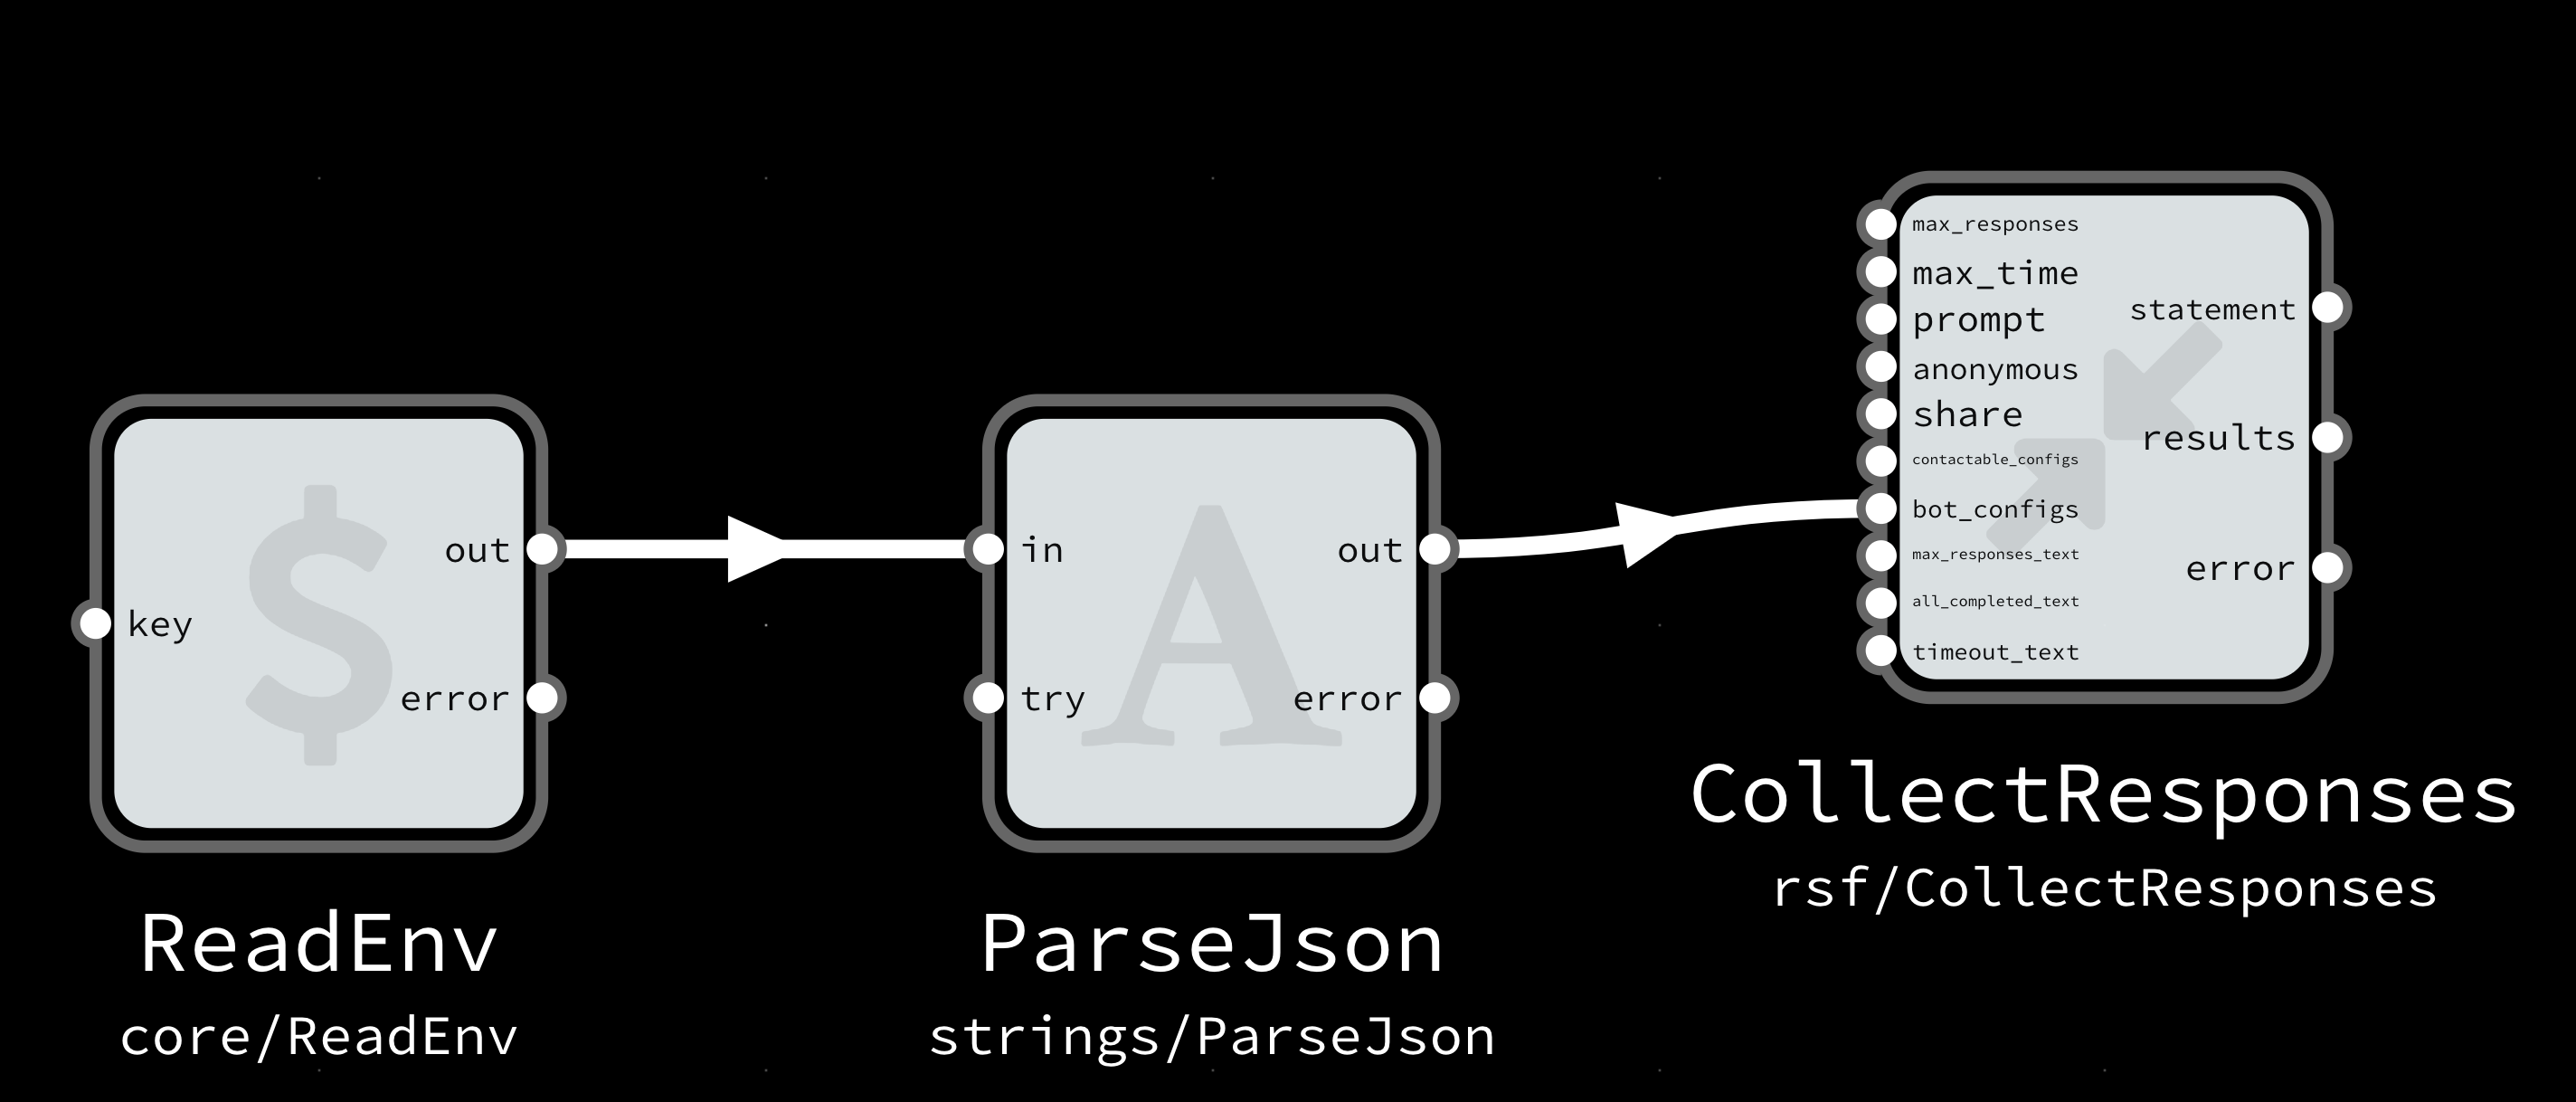 key
out
error
ReadEnv
core/ReadEnv
in
try
out
error
ParseJson
strings/ParseJson
max_responses
max_time
prompt
anonymous
share
contactable_configs
bot_configs
max_responses_text
all_completed_text
timeout_text
statement
results
error
CollectResponses
rsf/CollectResponses